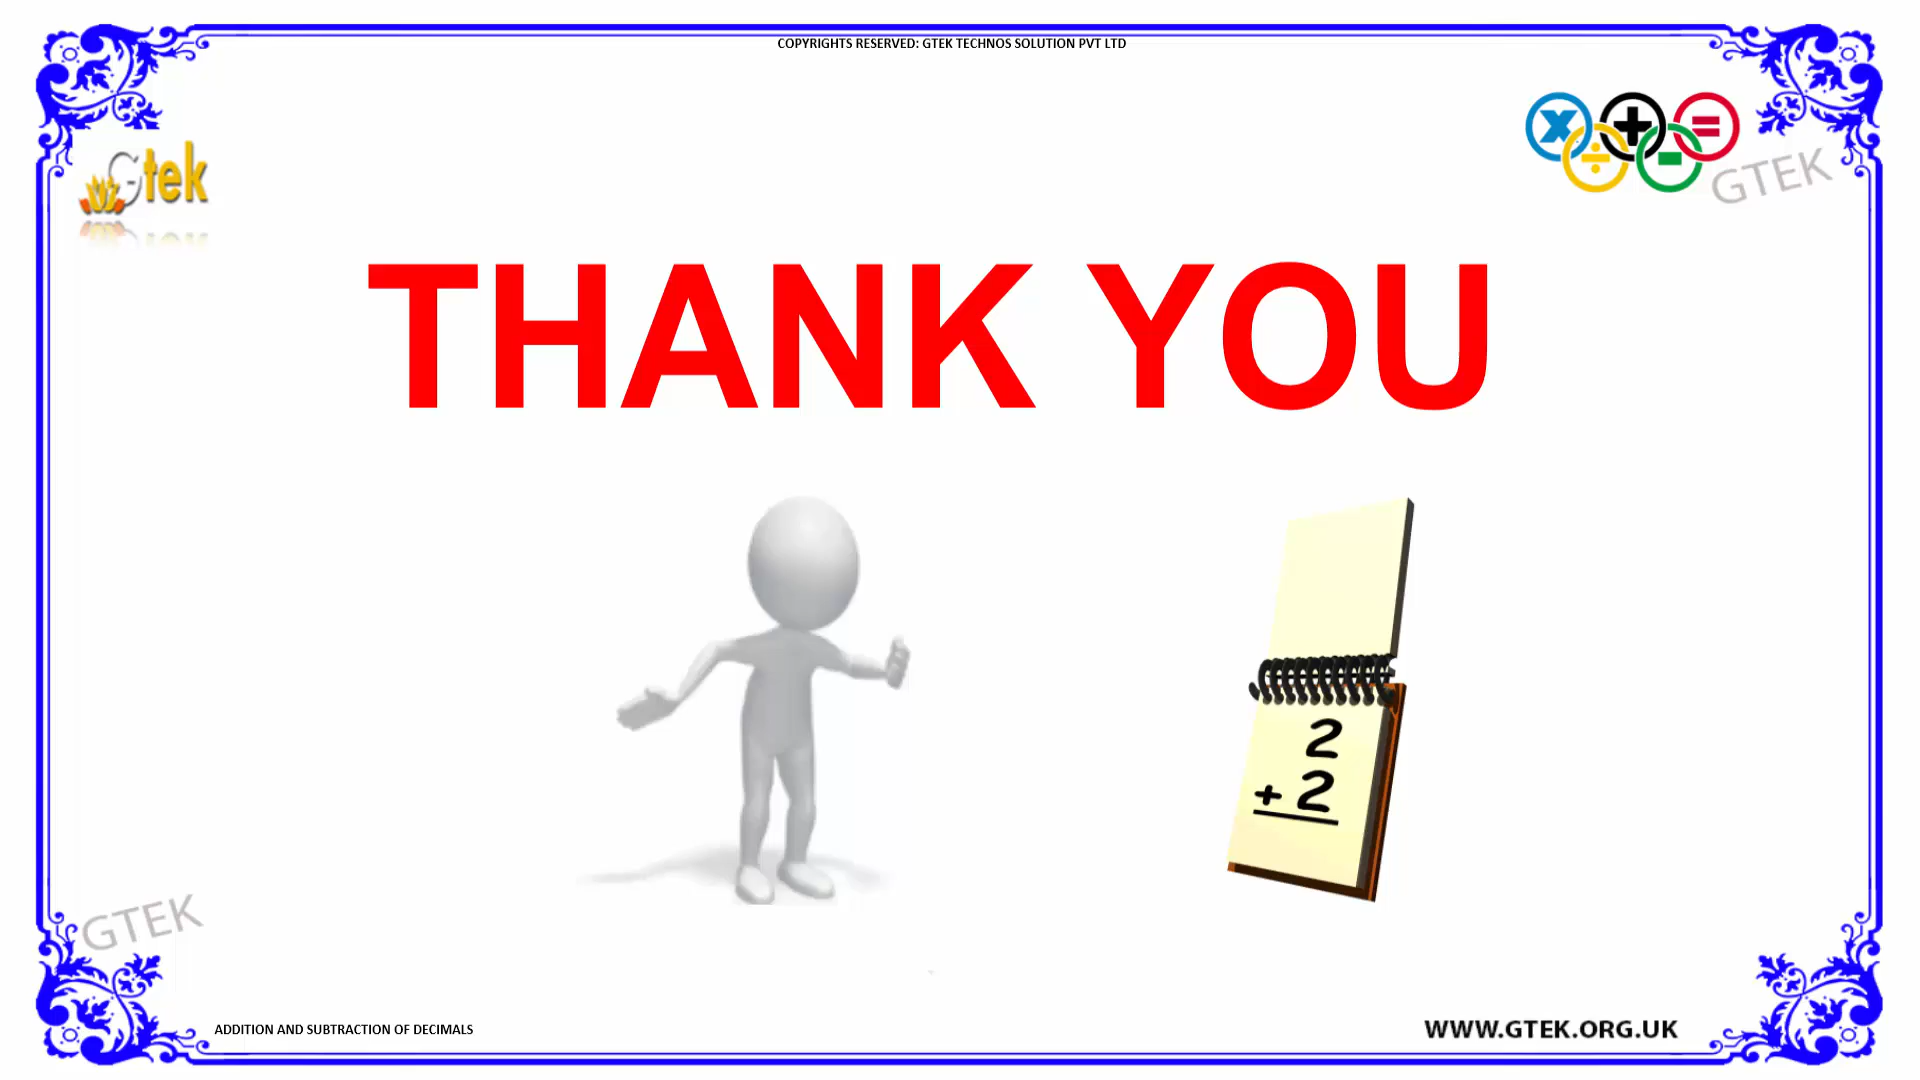 COPYRIGHTS RESERVED: GTEK TECHNOS SOLUTION PVT LTD
x + =
÷ -
Gtek
GTEK
THANK YOU
2
+ 2
GTEK
ADDITION AND SUBTRACTION OF DECIMALS
WWW.GTEK.ORG.UK